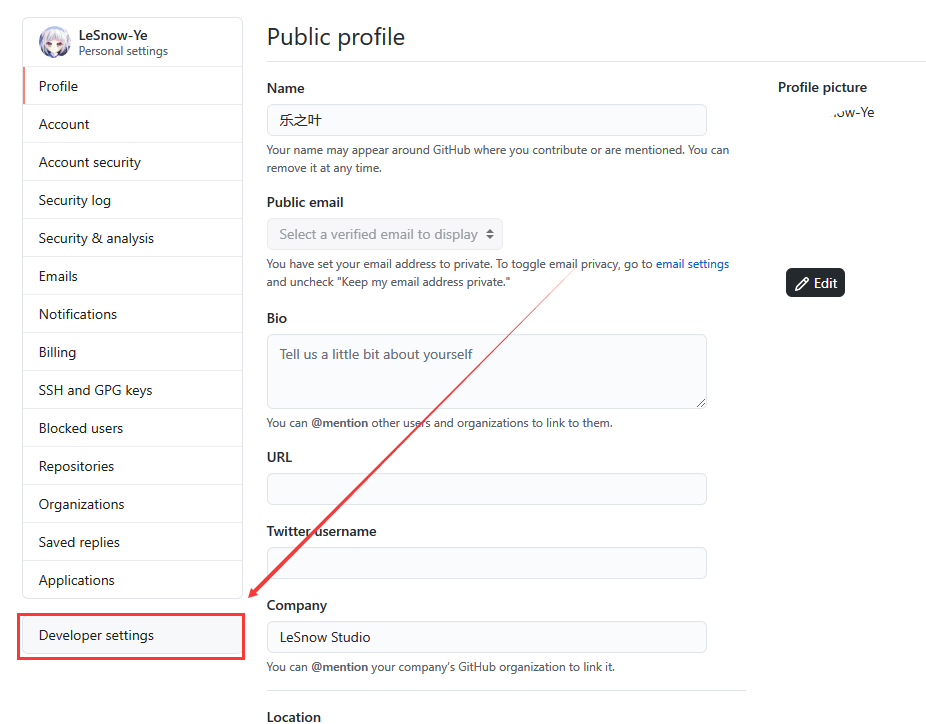 LeSnow-Ye
Personal settings
Profile
Account
Account security
Security log
Security & analysis
Emails
Notifications
Billing
SSH and GPG keys
Blocked users
Repositories
Organizations
Saved replies
Applications
Developer settings
Public profile
Name
乐之叶
Your name may appear around GitHub where you contribute or are mentioned. You can
remove it at any time.
Public email
Select a verified email to display
You have set your email address to private. To toggle email privacy, go to email settings
and uncheck "Keep my email address private."
Bio
Tell us a little bit about yourself
You can @mention other users and organizations to link to them.
URL
Twitter username
Company
LeSnow Studio
You can @mention your company's GitHub organization to link it.
Location
Profile picture
ow-Ye
Edit